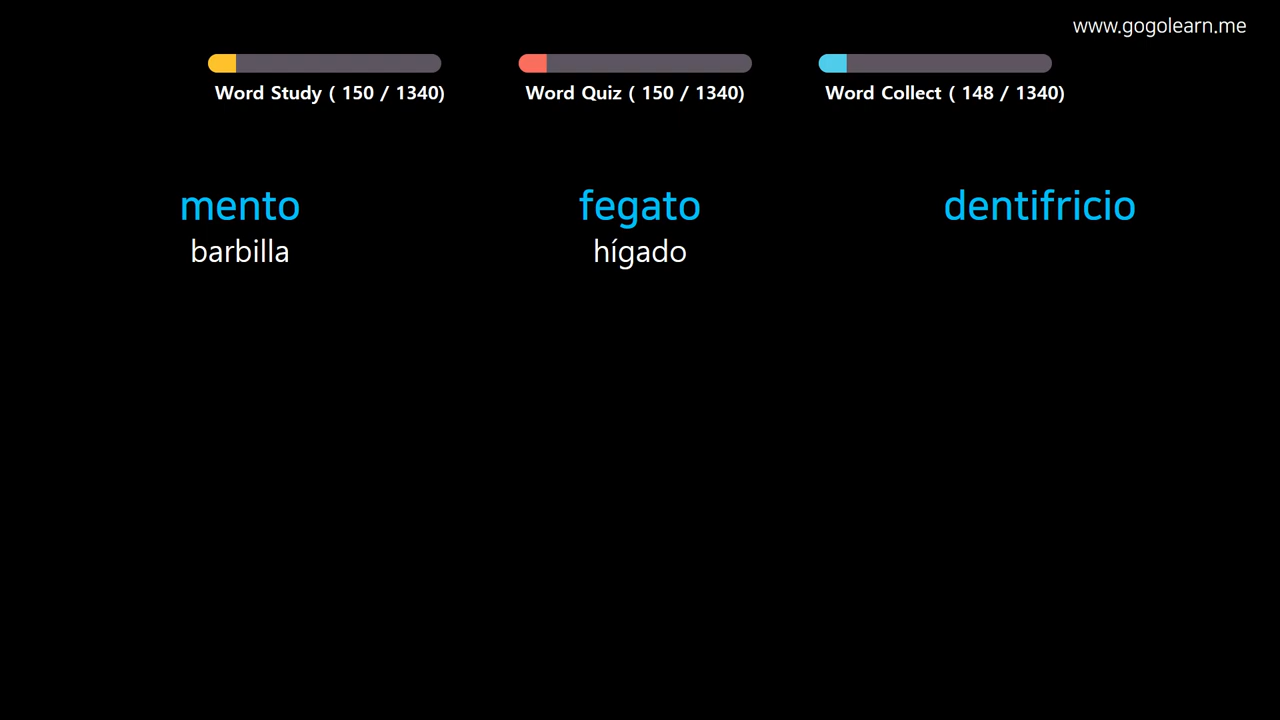 www.gogolearn.me
Word Study ( 150 / 1340)
Word Quiz ( 150 / 1340)
Word Collect ( 148 / 1340)
mento
barbilla
fegato
hígado
dentifricio